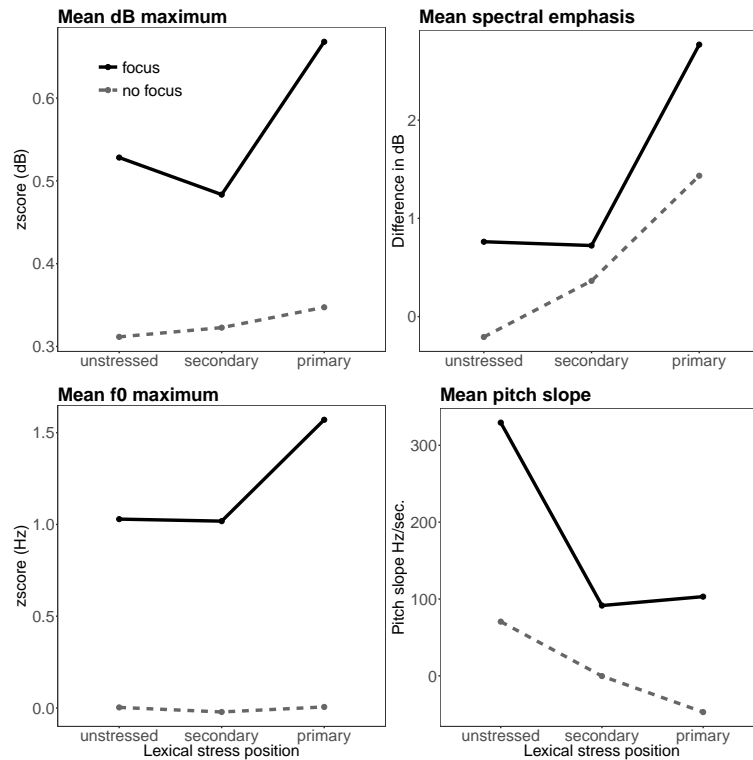 Mean dB maximum
focus
no focus
zscore (dB)
0.6
0.5
0.4
0.3
unstressed secondary primary
Mean spectral emphasis
Difference in dB
2
1
0
unstressed secondary primary
Mean f0 maximum
zscore (Hz)
1.5
1.0
0.5
0.0
unstressed secondary primary
Lexical stress position
Mean pitch slope
Pitch slope Hz/sec.
300
200
100
0
unstressed secondary primary
Lexical stress position